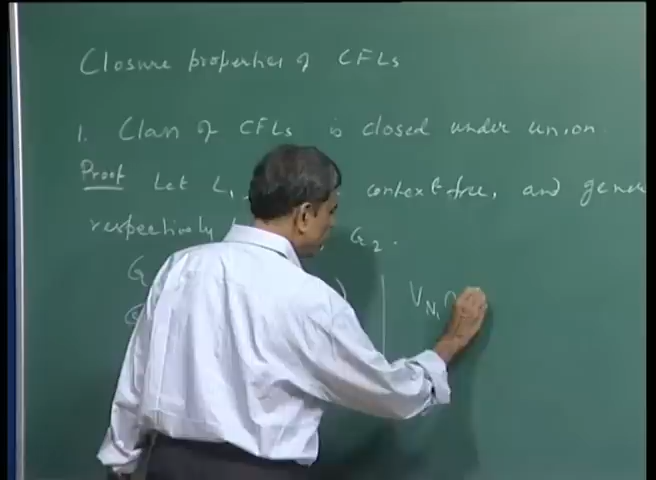 Closure properties of CFLs
1. Class of CFLs is closed under union.
Proof Let L1, context-free, and gener
respectively G2.
G )
G | VN1 ∩